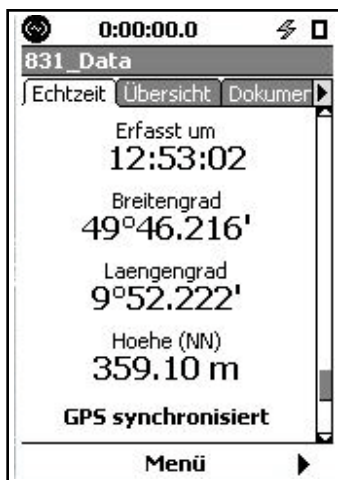 0:00:00.0
831_Data
Echtzeit Übersicht Dokumer
Erfasst um
12:53:02
Breitengrad
49°46.216'
Laengengrad
9°52.222'
Hoehe (NN)
359.10 m
GPS synchronisiert
Menü